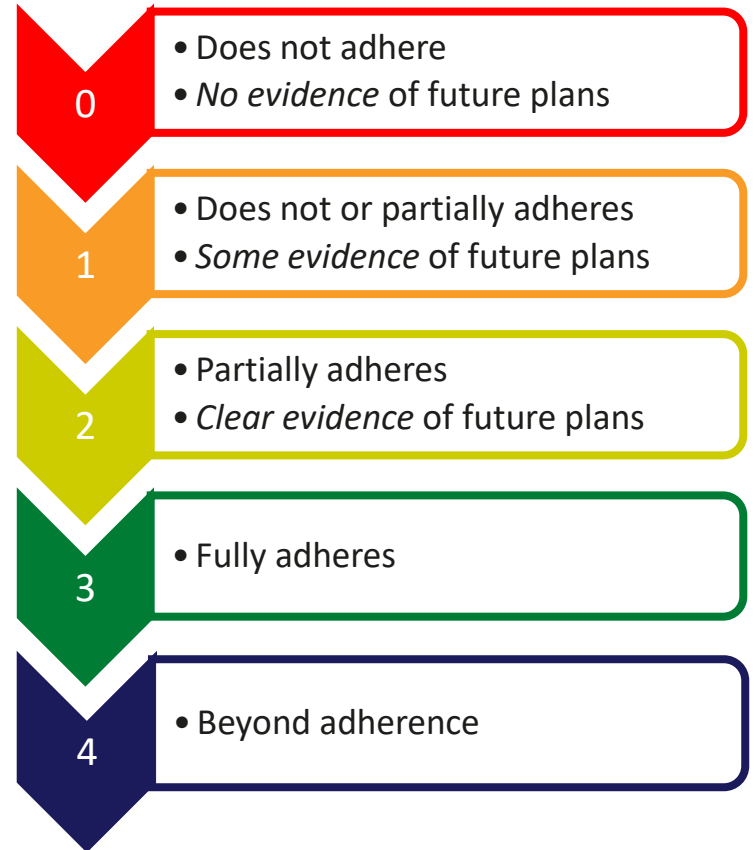 0
• Does not adhere
• No evidence of future plans
1
• Does not or partially adheres
• Some evidence of future plans
2
• Partially adheres
• Clear evidence of future plans
3
• Fully adheres
4
• Beyond adherence